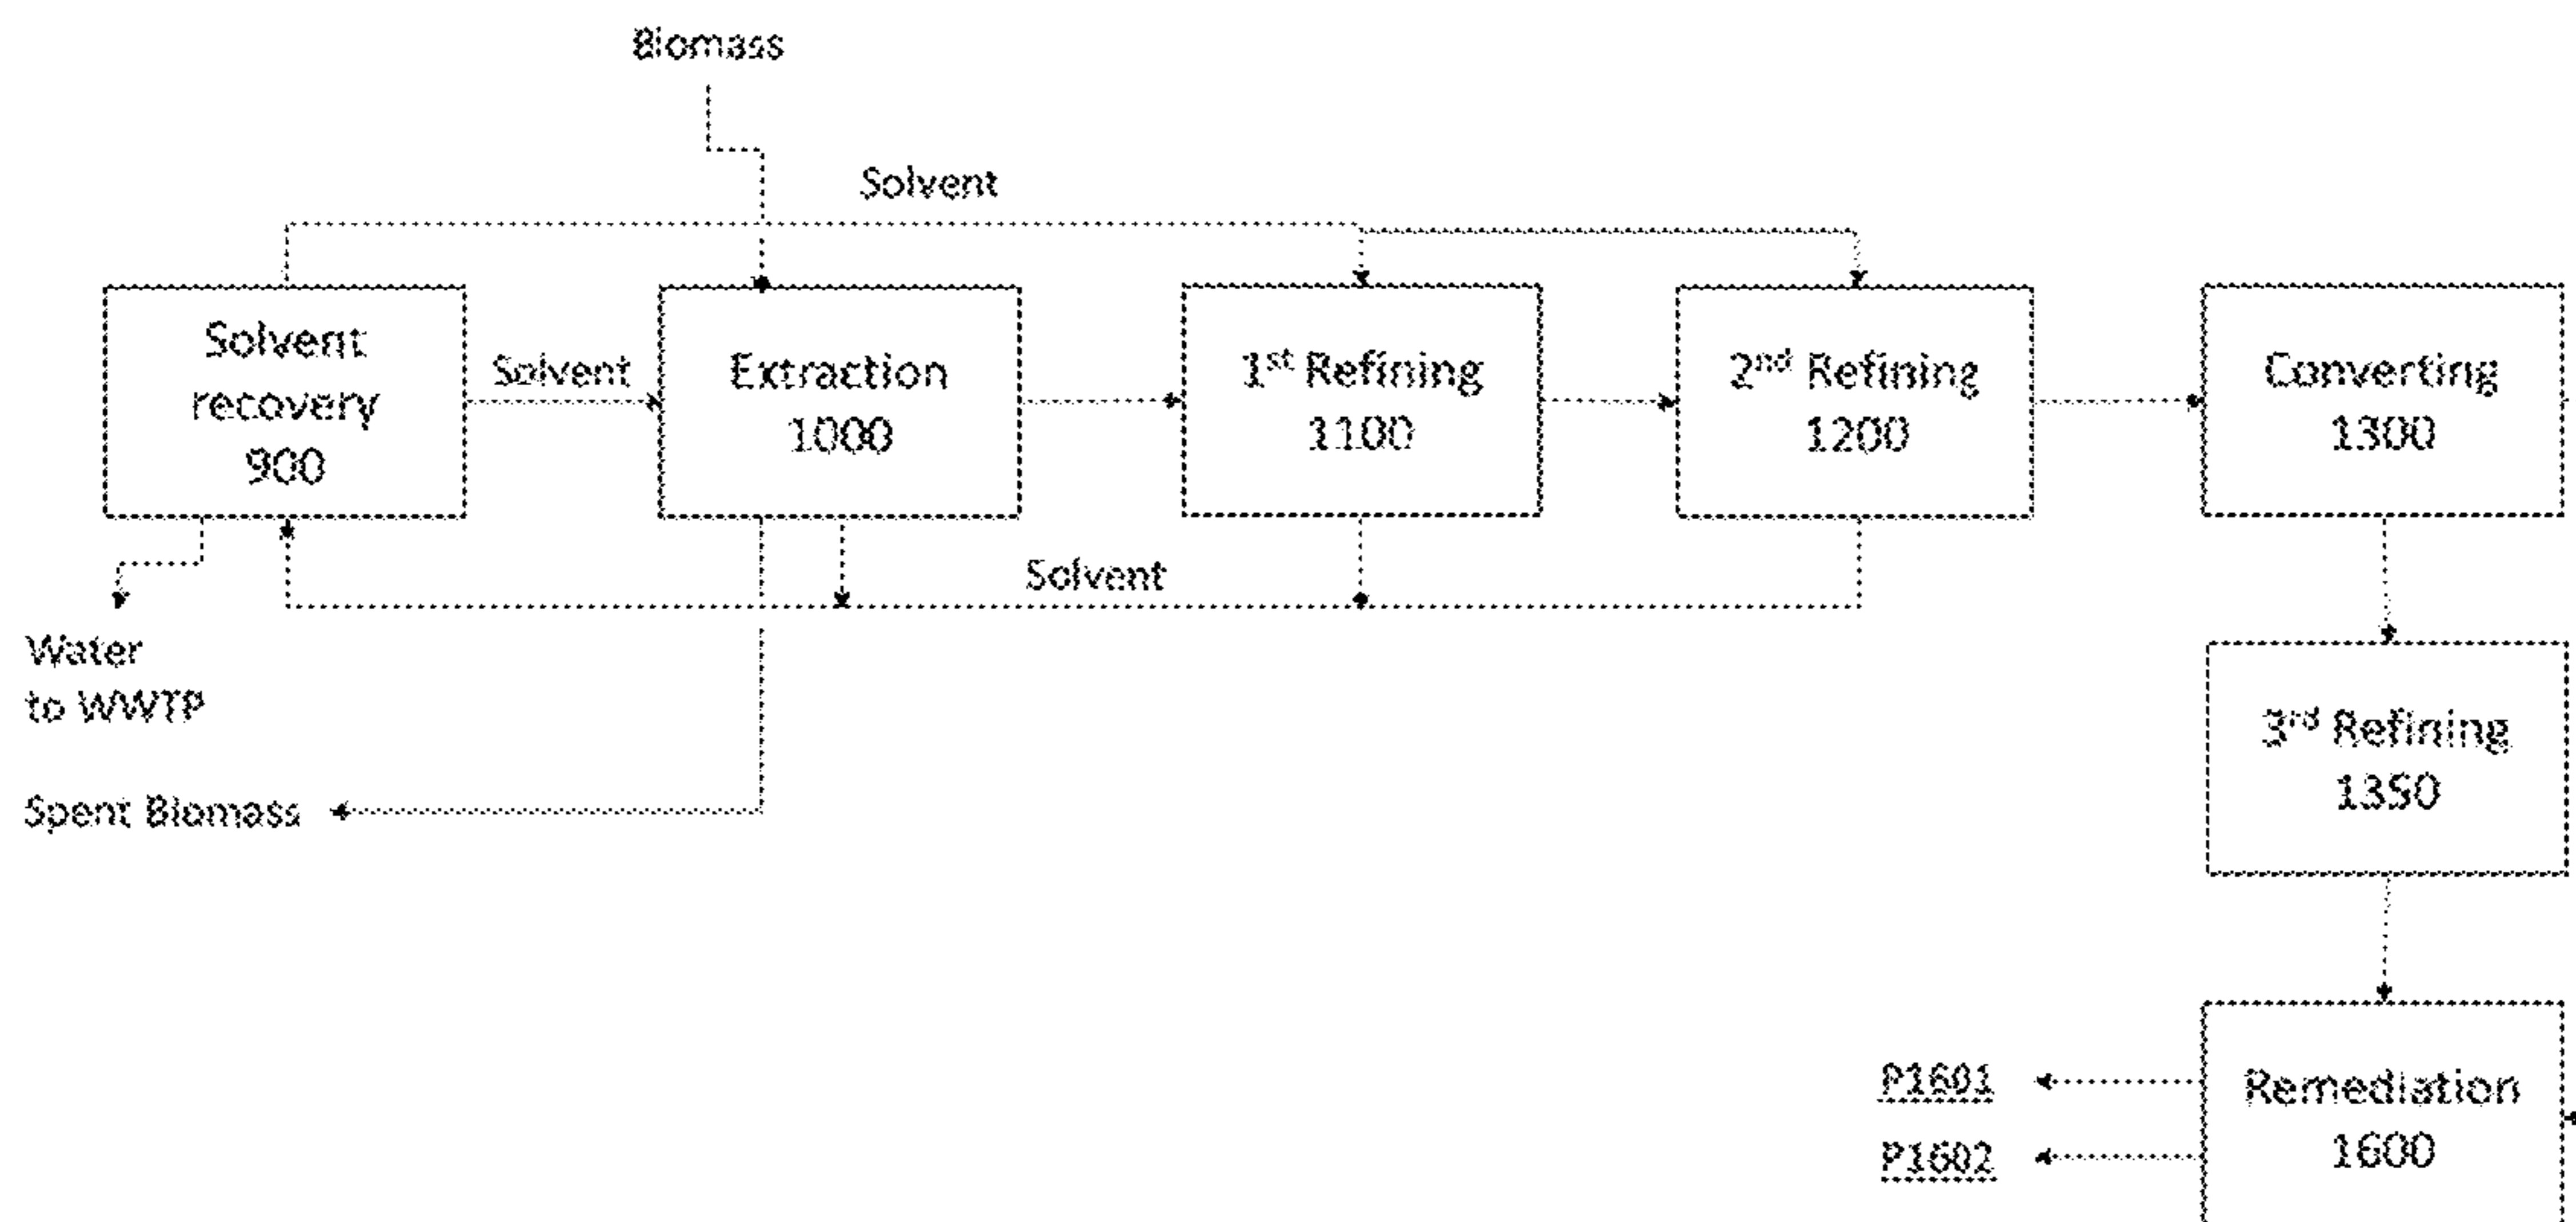 Biomass
Solvent
Solvent
recovery
900
Solvent
Extraction
1000
1st Refining
1100
2nd Refining
1200
Converting
1300
Solvent
Water
to WWTP
Spent Biomass
3rd Refining
1350
P1601
P1602
Remediation
1600